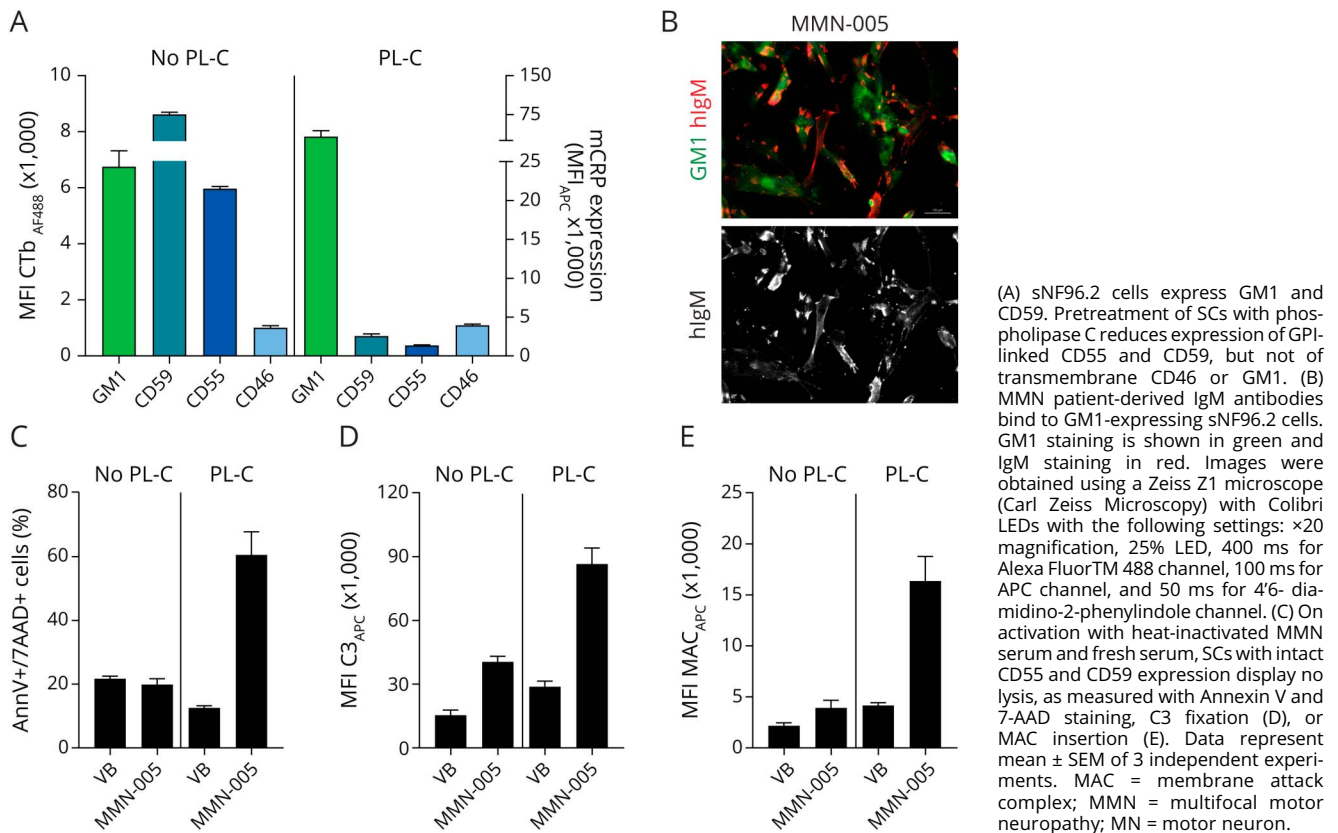 A
No PL-C
PL-C
10
8
6
4
2
0
MFI CTb AF488 (x1,000)
150
75
25
20
15
10
5
0
mCRP expression
(MFI APC x1,000)
GM1
CD59
CD55
CD46
GM1
CD59
CD55
CD46
B
MMN-005
GM1 hIgM
hIgM
C
No PL-C
PL-C
80
60
40
20
0
AnnV+/7AAD+ cells (%)
VB
MMN-005
VB
MMN-005
D
No PL-C
PL-C
120
90
60
30
0
MFI C3APC (x1,000)
VB
MMN-005
VB
MMN-005
E
No PL-C
PL-C
25
20
15
10
5
0
MFI MACAPC (x1,000)
VB
MMN-005
VB
MMN-005
(A) sNF96.2 cells express GM1 and
CD59. Pretreatment of SCs with phos-
pholipase C reduces expression of GPI-
linked CD55 and CD59, but not of
transmembrane CD46 or GM1. (B)
MMN patient-derived IgM antibodies
bind to GM1-expressing sNF96.2 cells.
GM1 staining is shown in green and
IgM staining in red. Images were
obtained using a Zeiss Z1 microscope
(Carl Zeiss Microscopy) with Colibri
LEDs with the following settings: ×20
magnification, 25% LED, 400 ms for
Alexa FluorTM 488 channel, 100 ms for
APC channel, and 50 ms for 4'6- dia-
midino-2-phenylindole channel. (C) On
activation with heat-inactivated MMN
serum and fresh serum, SCs with intact
CD55 and CD59 expression display no
lysis, as measured with Annexin V and
7-AAD staining, C3 fixation (D), or
MAC insertion (E). Data represent
mean ± SEM of 3 independent experi-
ments. MAC = membrane attack
complex; MMN = multifocal motor
neuropathy; MN = motor neuron.